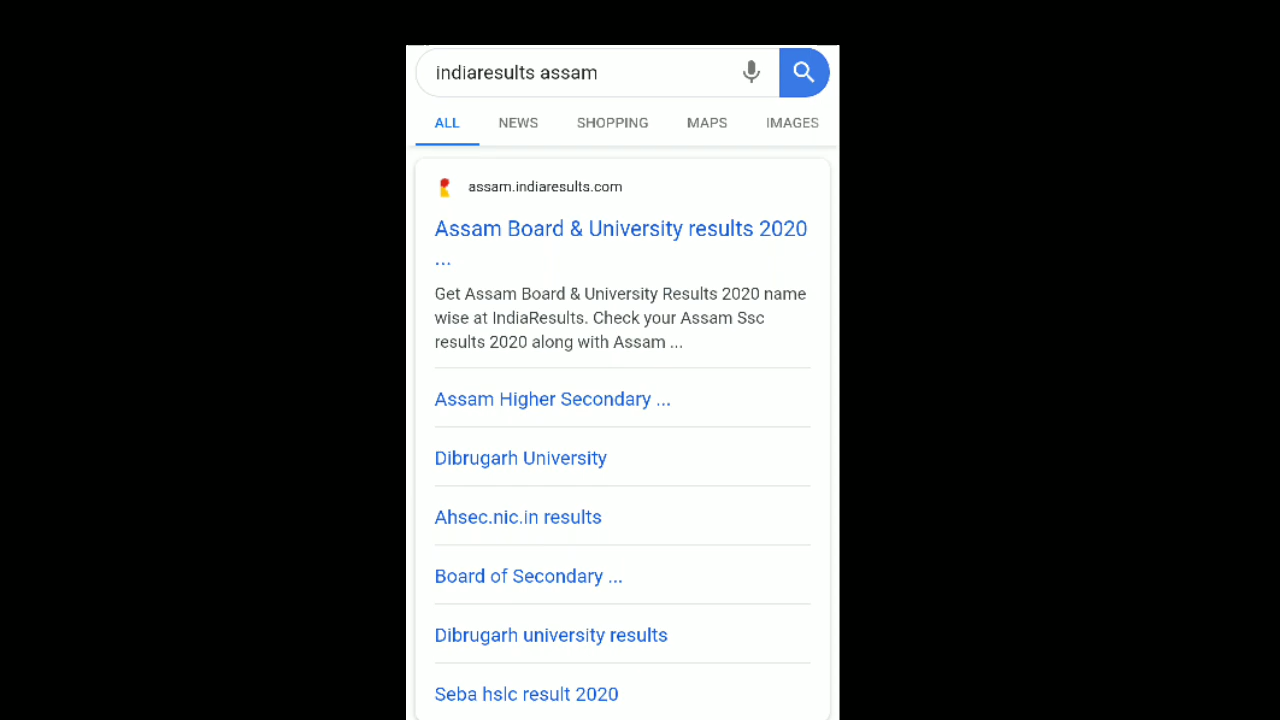 indiaresults assam
ALL NEWS SHOPPING MAPS IMAGES
assam.indiaresults.com
Assam Board & University results 2020
...
Get Assam Board & University Results 2020 name
wise at IndiaResults. Check your Assam Ssc
results 2020 along with Assam ...
Assam Higher Secondary ...
Dibrugarh University
Ahsec.nic.in results
Board of Secondary ...
Dibrugarh university results
Seba hslc result 2020